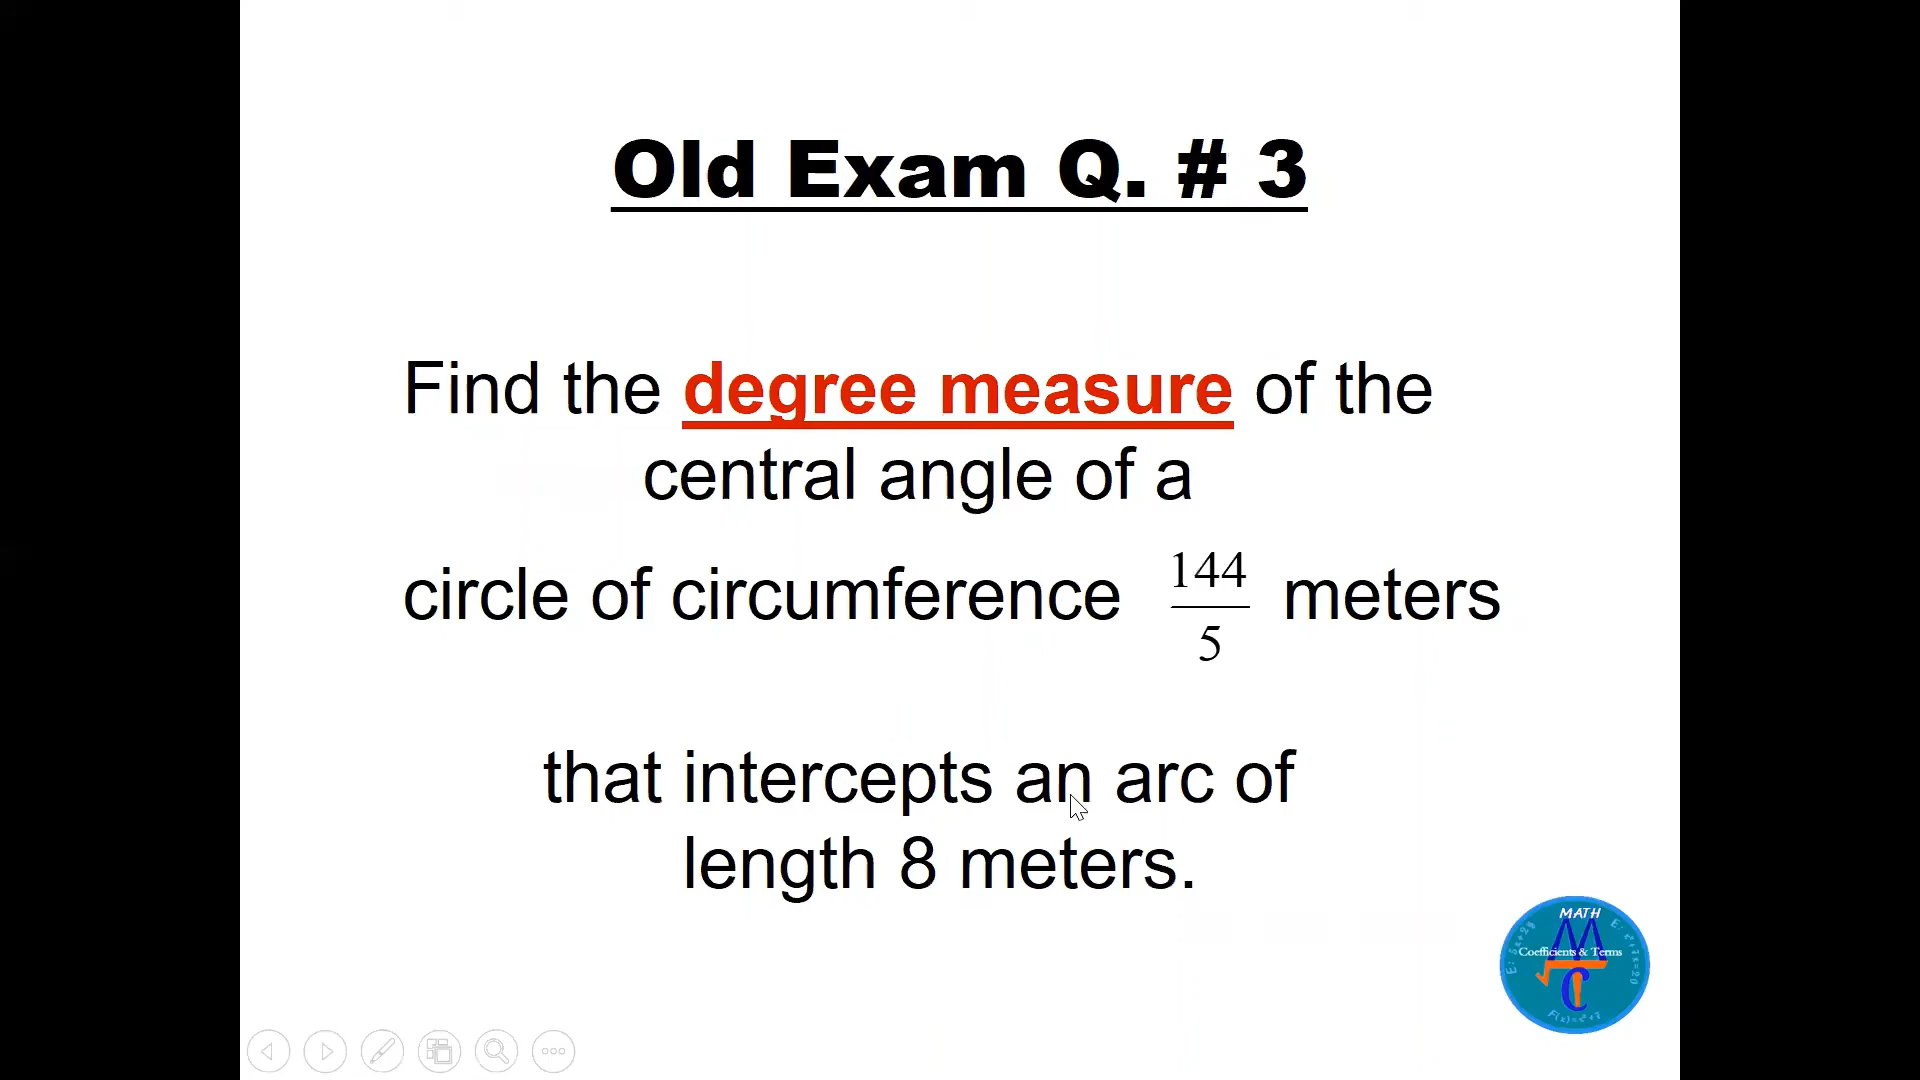 Old Exam Q. # 3
Find the degree measure of the
central angle of a
circle of circumference 144/5 meters
that intercepts an arc of
length 8 meters.
MATH
Coefficients & Terms